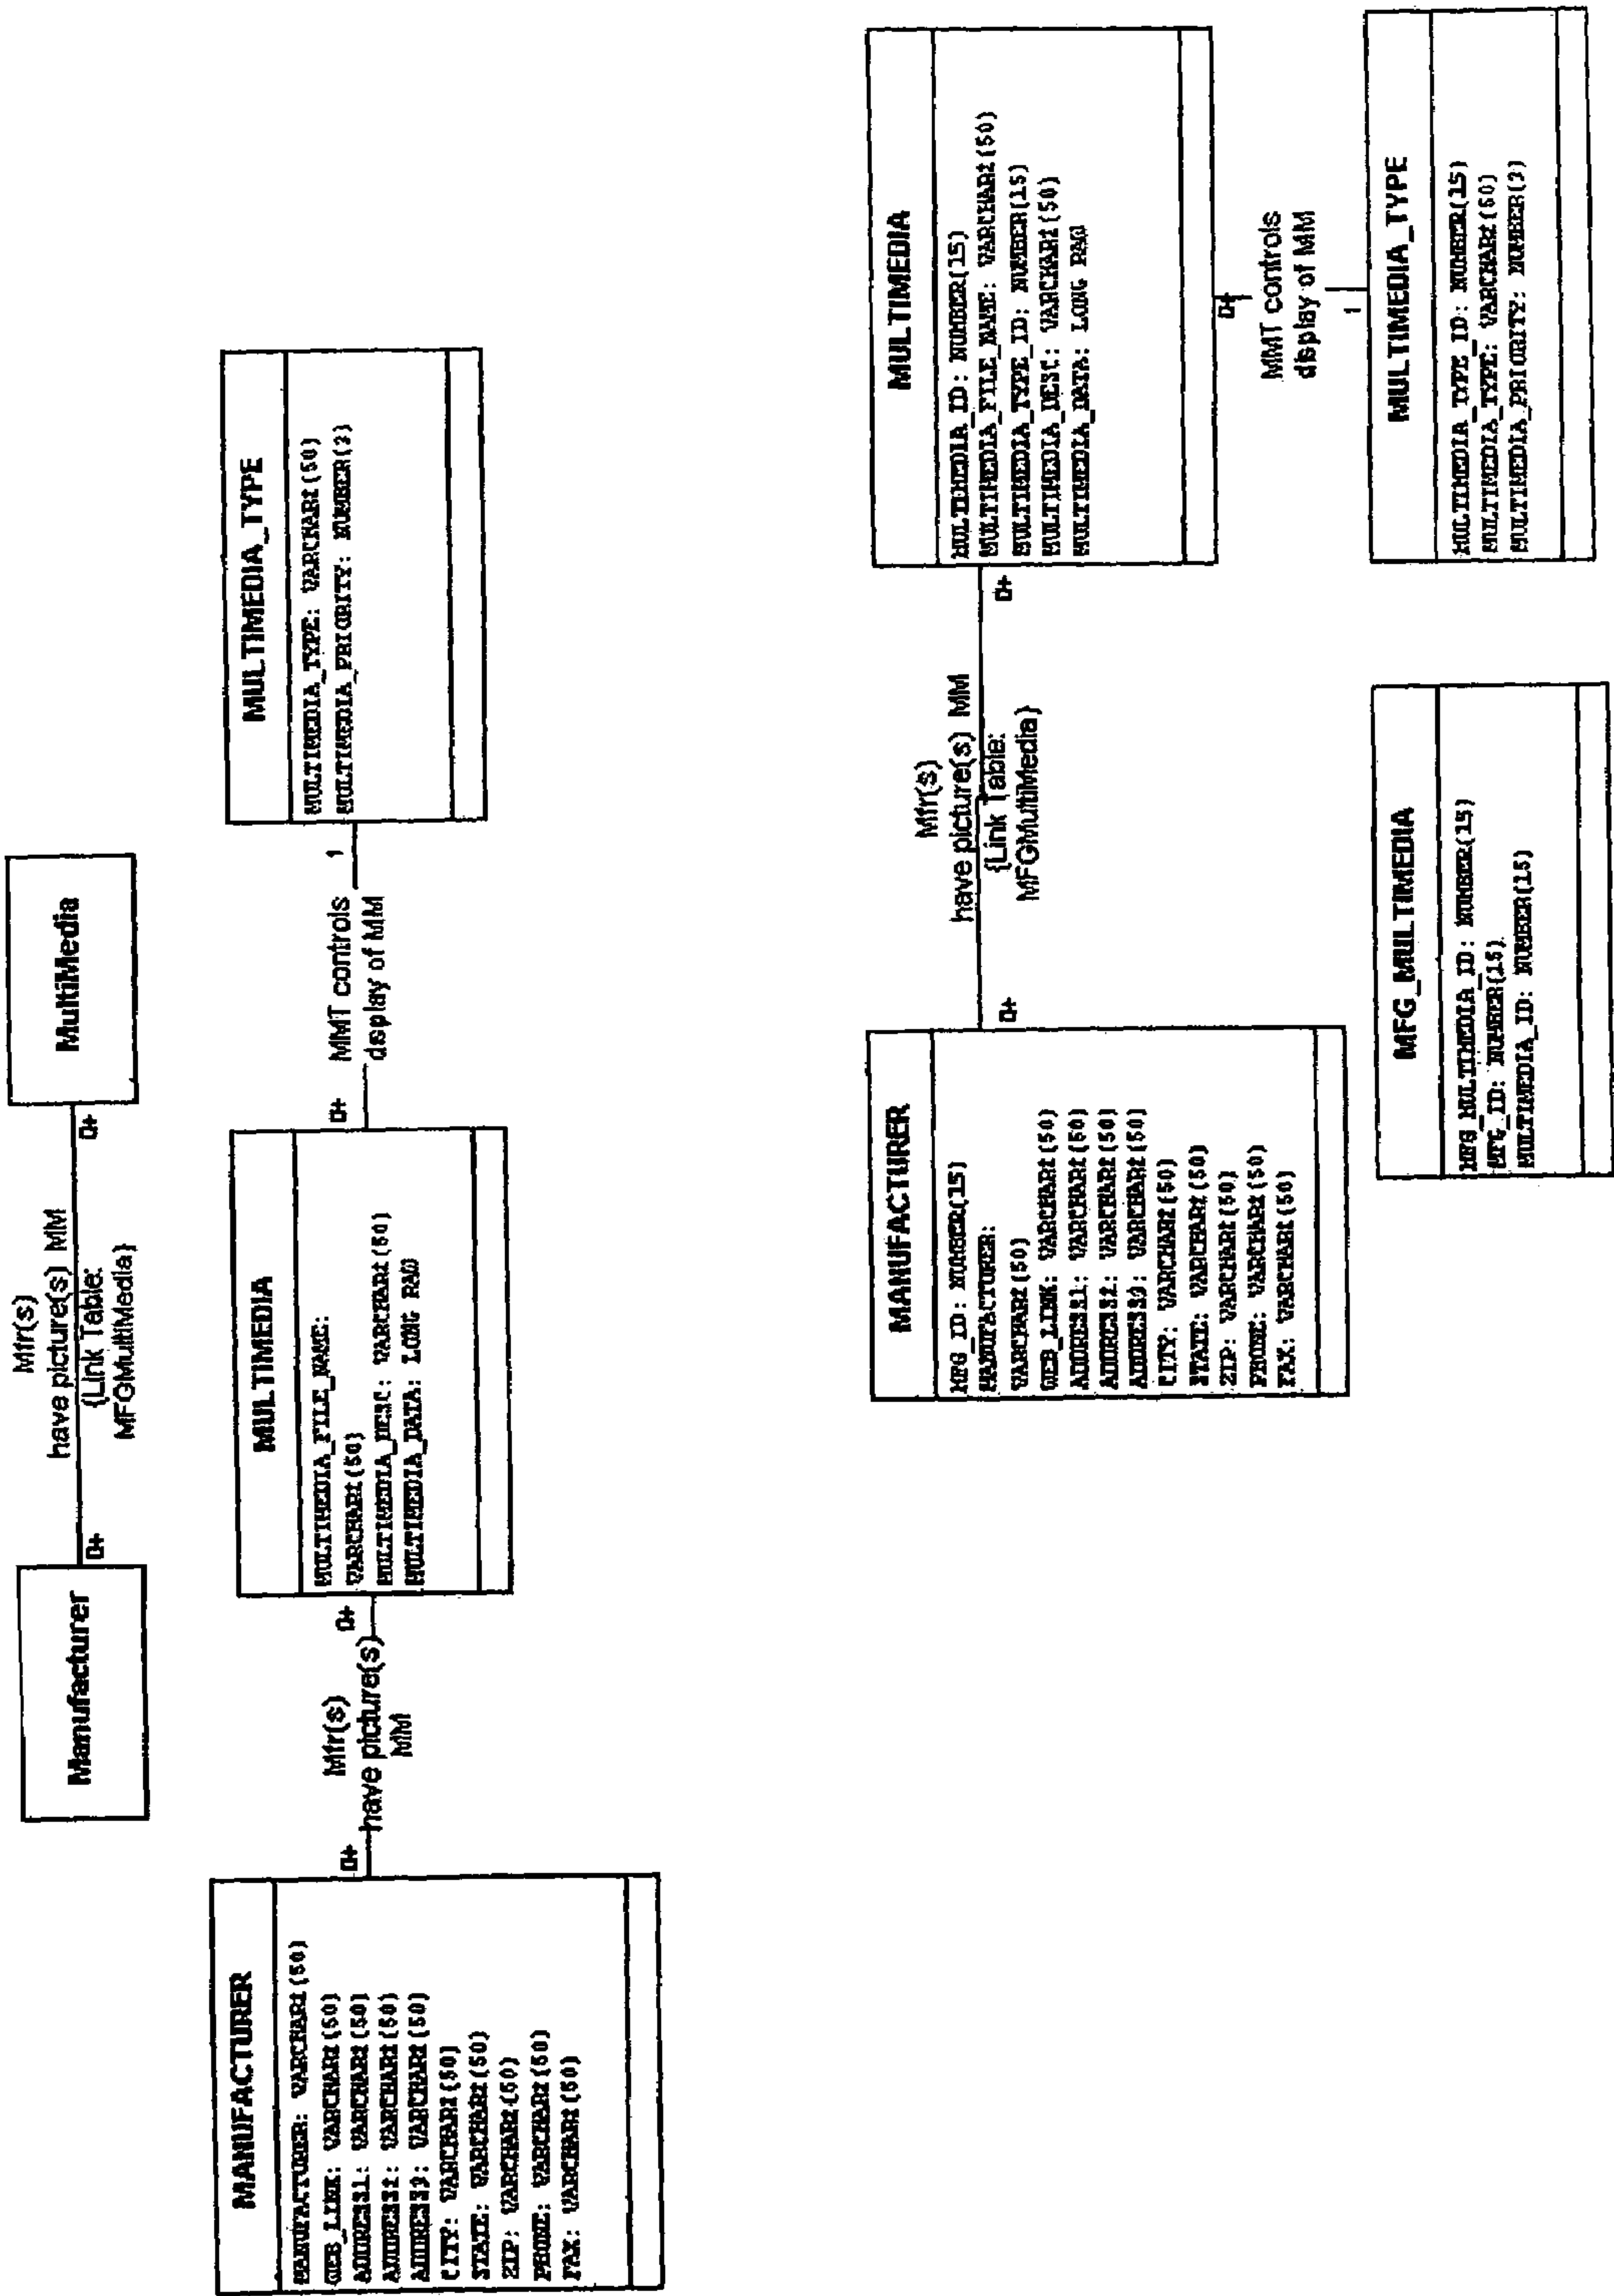 Manufacturer
0+
Mfr(s)
have picture(s) MM
{Link Table:
MFGMultiMedia}
0+
MultiMedia
MANUFACTURER
MANUFACTURER: VARCHAR2(50)
WEB_LINK: VARCHAR2(50)
ADDRESS1: VARCHAR2(50)
ADDRESS2: VARCHAR2(50)
ADDRESS3: VARCHAR2(50)
CITY: VARCHAR2(50)
STATE: VARCHAR2(50)
ZIP: VARCHAR2(50)
PHONE: VARCHAR2(50)
FAX: VARCHAR2(50)
0+
Mfr(s)
have picture(s)
MM
0+
MULTIMEDIA
MULTIMEDIA_FILE_NAME:
VARCHAR2(50)
MULTIMEDIA_DESC: VARCHAR2(50)
MULTIMEDIA_DATA: LONG RAW
0+
MMT controls
display of MM
1
MULTIMEDIA_TYPE
MULTIMEDIA_TYPE: VARCHAR2(50)
MULTIMEDIA_PRIORITY: NUMBER(3)
MANUFACTURER
MFG_ID: NUMBER(15)
MANUFACTURER:
VARCHAR2(50)
WEB_LINK: VARCHAR2(50)
ADDRESS1: VARCHAR2(50)
ADDRESS2: VARCHAR2(50)
ADDRESS3: VARCHAR2(50)
CITY: VARCHAR2(50)
STATE: VARCHAR2(50)
ZIP: VARCHAR2(50)
PHONE: VARCHAR2(50)
FAX: VARCHAR2(50)
0+
Mfr(s)
have picture(s) MM
{Link Table:
MFGMultiMedia}
0+
MULTIMEDIA
MULTIMEDIA_ID: NUMBER(15)
MULTIMEDIA_FILE_NAME: VARCHAR2(50)
MULTIMEDIA_TYPE_ID: NUMBER(15)
MULTIMEDIA_DESC: VARCHAR2(50)
MULTIMEDIA_DATA: LONG RAW
0+
MMT controls
display of MM
1
MFG_MULTIMEDIA
MFG_MULTIMEDIA_ID: NUMBER(15)
MFG_ID: NUMBER(15)
MULTIMEDIA_ID: NUMBER(15)
MULTIMEDIA_TYPE
MULTIMEDIA_TYPE_ID: NUMBER(15)
MULTIMEDIA_TYPE: VARCHAR2(50)
MULTIMEDIA_PRIORITY: NUMBER(3)